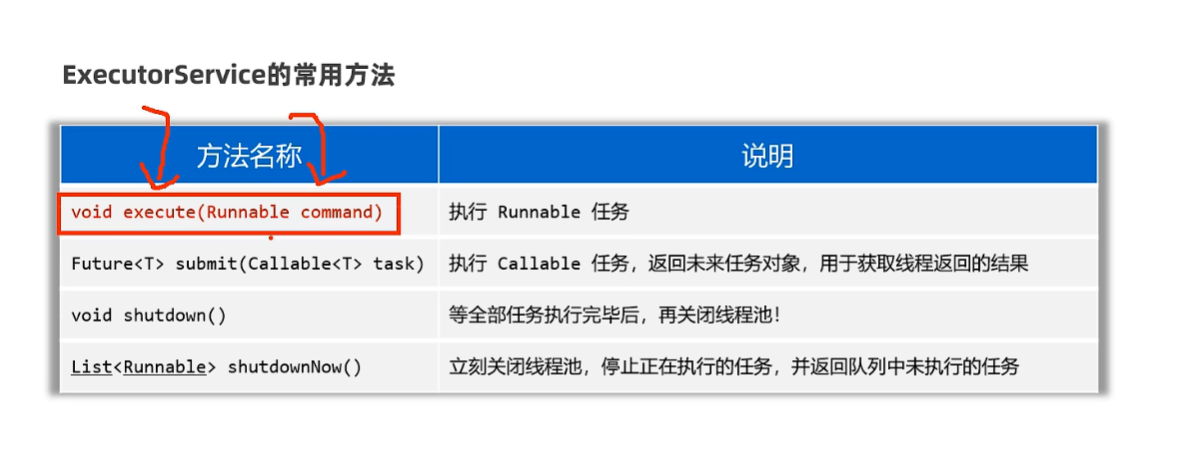 ExecutorService的常用方法
方法名称 说明
void execute(Runnable command) 执行 Runnable 任务
Future<T> submit(Callable<T> task) 执行 Callable 任务，返回未来任务对象，用于获取线程返回的结果
void shutdown() 等全部任务执行完毕后，再关闭线程池！
List<Runnable> shutdownNow() 立刻关闭线程池，停止正在执行的任务，并返回队列中未执行的任务